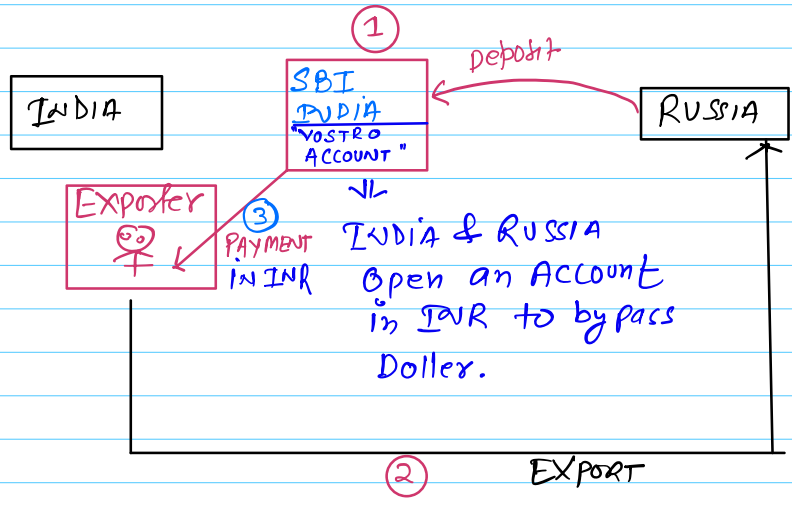 1
Deposit
SBI
INDIA
INDIA
RUSSIA
"VOSTRO
ACCOUNT"
Exporter
3
PAYMENT
IN INR
INDIA & RUSSIA
Open an Account
in INR to bypass
Doller.
2
EXPORT